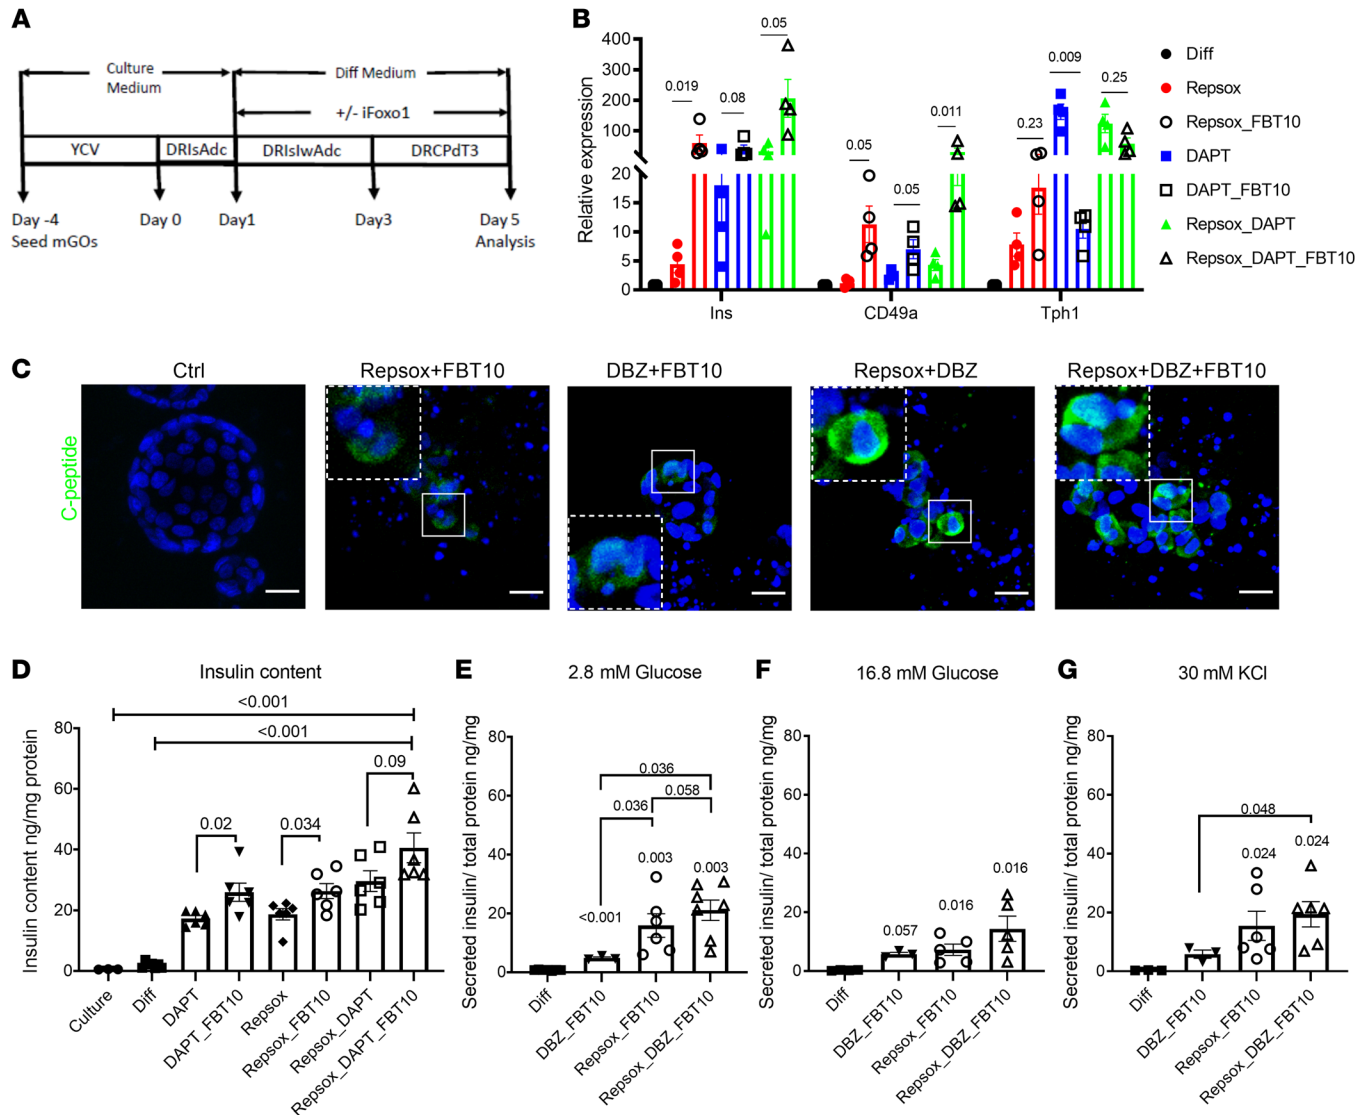 A
Culture
Medium
Diff Medium
+/- iFoxo1
YCV
DRIsAdc
DRIsIwAdc
DRCPdT3
Day -4
Seed mGOs
Day 0
Day1
Day3
Day 5
Analysis
B
Relative expression
400
300
200
100
20
15
10
5
0
0.019
0.08
0.05
0.05
0.05
0.011
0.23
0.009
0.25
Ins
CD49a
Tph1
Diff
Repsox
Repsox_FBT10
DAPT
DAPT_FBT10
Repsox_DAPT
Repsox_DAPT_FBT10
C
C-peptide
Ctrl
Repsox+FBT10
DBZ+FBT10
Repsox+DBZ
Repsox+DBZ+FBT10
D
Insulin content
Insulin content ng/mg protein
80
60
40
20
0
<0.001
<0.001
0.02
0.034
0.09
Culture
Diff
DAPT
DAPT_FBT10
Repsox
Repsox_FBT10
Repsox_DAPT
Repsox_DAPT_FBT10
E
2.8 mM Glucose
Secreted insulin/ total protein ng/mg
80
60
40
20
0
0.036
0.058
0.036
<0.001
0.003
0.003
Diff
DBZ_FBT10
Repsox_FBT10
Repsox_DBZ_FBT10
F
16.8 mM Glucose
Secreted insulin/ total protein ng/mg
80
60
40
20
0
0.057
0.016
0.016
Diff
DBZ_FBT10
Repsox_FBT10
Repsox_DBZ_FBT10
G
30 mM KCl
Secreted insulin/ total protein ng/mg
80
60
40
20
0
0.048
0.024
0.024
Diff
DBZ_FBT10
Repsox_FBT10
Repsox_DBZ_FBT10